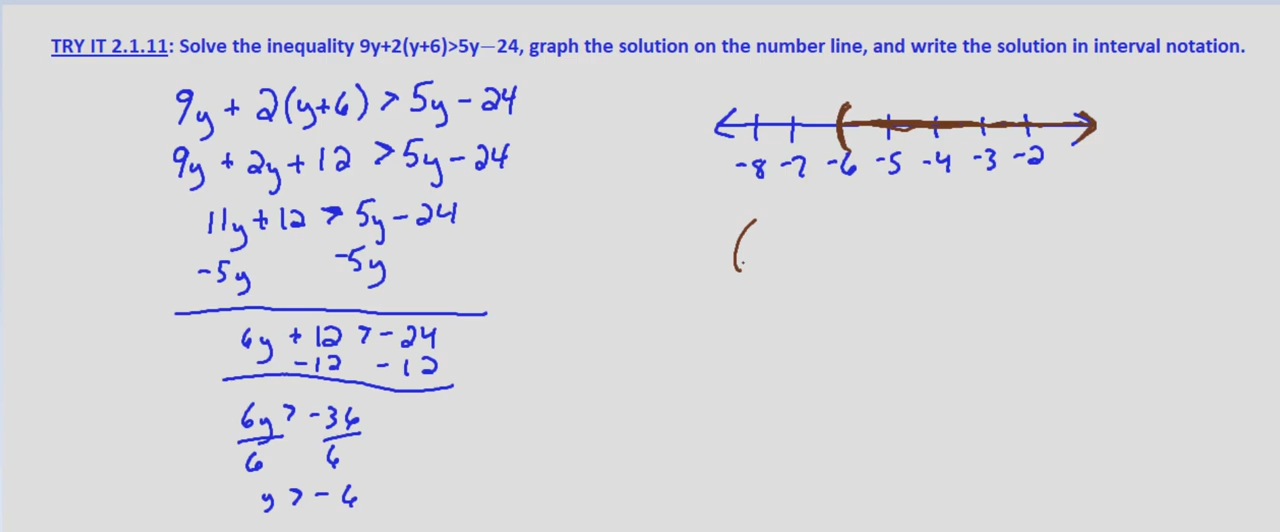 TRY IT 2.1.11: Solve the inequality 9y+2(y+6)>5y−24, graph the solution on the number line, and write the solution in interval notation.
9y + 2(y+6) > 5y - 24
9y + 2y + 12 > 5y - 24
11y + 12 > 5y - 24
-5y -5y
6y + 12 > -24
-12 -12
6y > -36
6 6
y > -6
-8 -7 -6 -5 -4 -3 -2
(